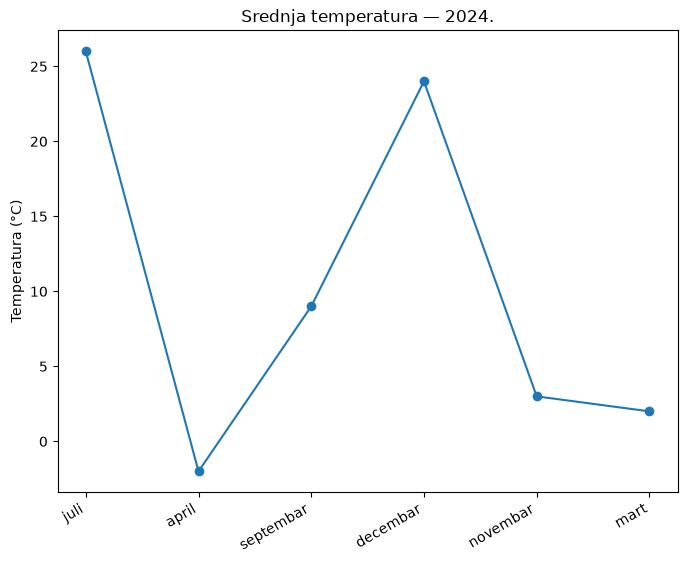 Srednja temperatura — 2024.
Temperatura (°C)
25
20
15
10
5
0
juli
april
septembar
decembar
novembar
mart